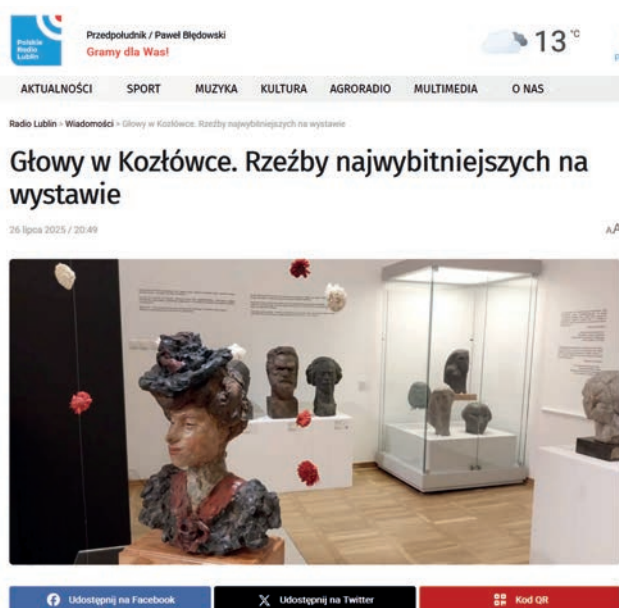 Polskie
Radio
Lublin
Przedpołudnik / Paweł Błędowski
Gramy dla Was!
13 °C
AKTUALNOŚCI SPORT MUZYKA KULTURA AGRORADIO MULTIMEDIA O NAS
Radio Lublin > Wiadomości > Głowy w Kozłówce. Rzeźby najwybitniejszych na wystawie
Głowy w Kozłówce. Rzeźby najwybitniejszych na
wystawie
26 lipca 2025 / 20:49
AA
Udostępnij na Facebook
Udostępnij na Twitter
Kod QR